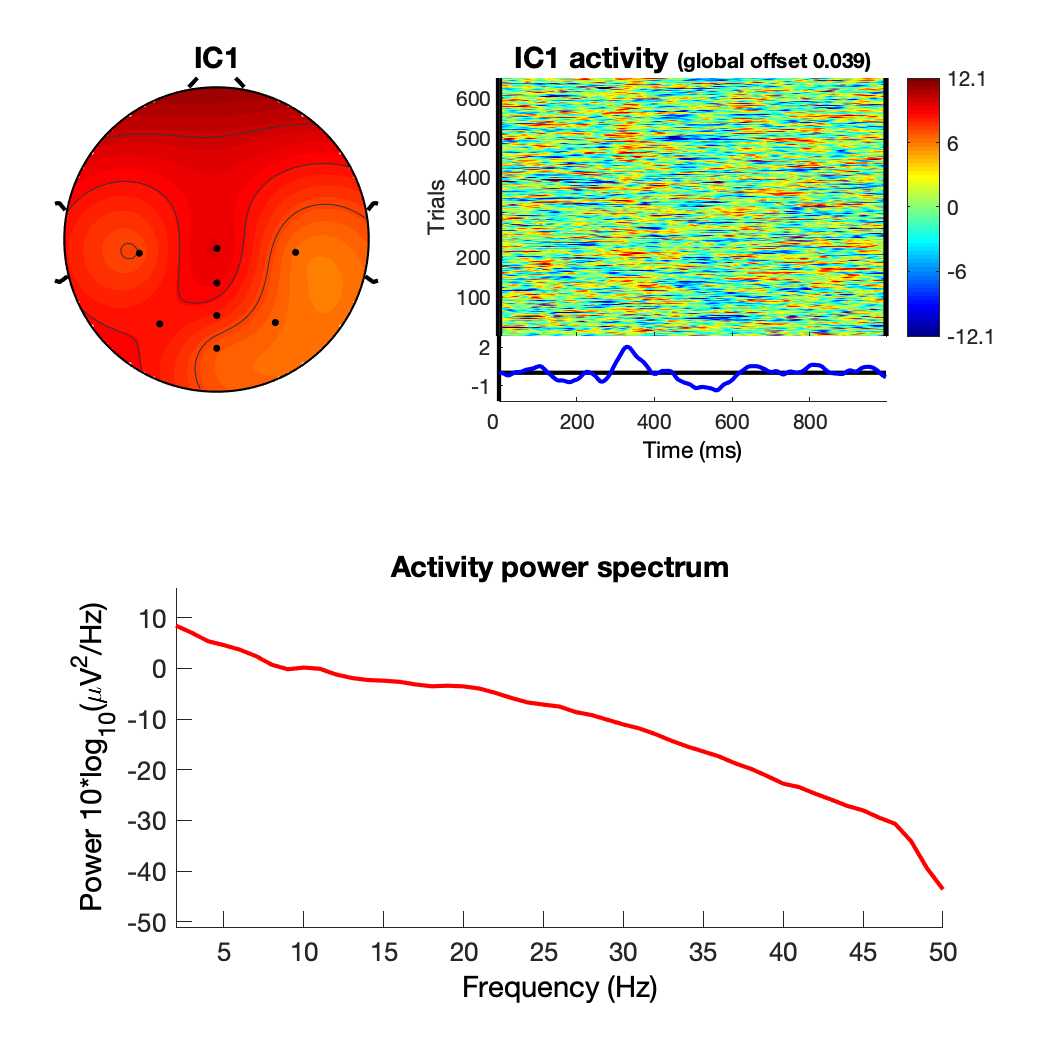 IC1
IC1 activity (global offset 0.039)
600
500
400
300
200
100
Trials
12.1
6
0
-6
-12.1
2
-1
0 200 400 600 800
Time (ms)
Activity power spectrum
10
0
-10
-20
-30
-40
-50
Power 10*log10(μV2/Hz)
5 10 15 20 25 30 35 40 45 50
Frequency (Hz)